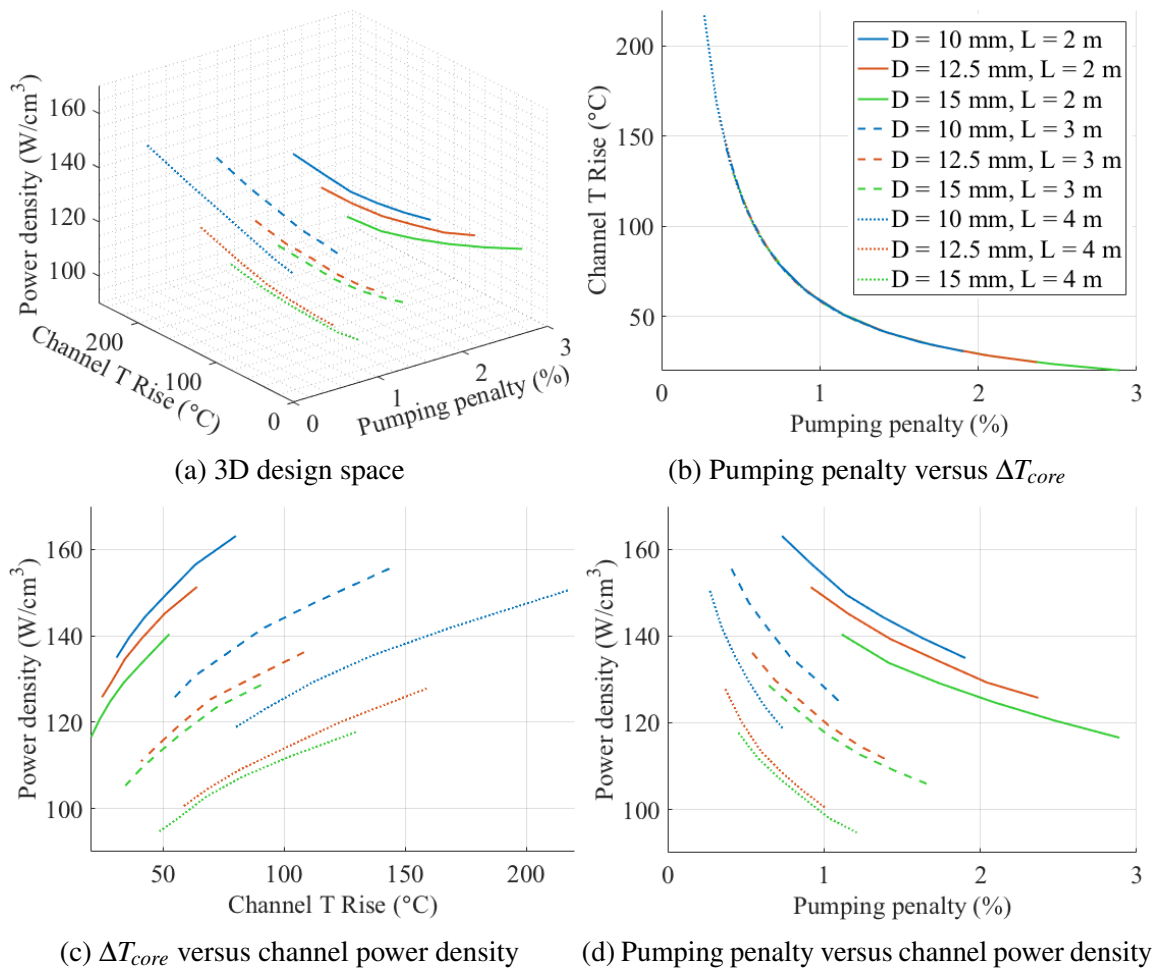 Power density (W/cm³)
160
140
120
100
200
100
0
Channel T Rise (°C)
0
1
2
3
Pumping penalty (%)
(a) 3D design space
Channel T Rise (°C)
200
150
100
50
0
1
2
3
Pumping penalty (%)
D = 10 mm, L = 2 m
D = 12.5 mm, L = 2 m
D = 15 mm, L = 2 m
D = 10 mm, L = 3 m
D = 12.5 mm, L = 3 m
D = 15 mm, L = 3 m
D = 10 mm, L = 4 m
D = 12.5 mm, L = 4 m
D = 15 mm, L = 4 m
(b) Pumping penalty versus ΔT_core
Power density (W/cm³)
160
140
120
100
50
100
150
200
Channel T Rise (°C)
(c) ΔT_core versus channel power density
Power density (W/cm³)
160
140
120
100
0
1
2
3
Pumping penalty (%)
(d) Pumping penalty versus channel power density